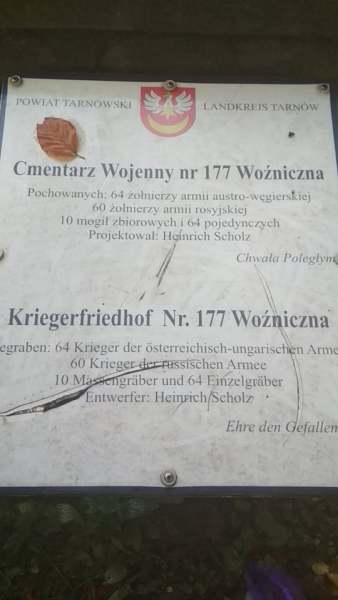 POWIAT TARNOWSKI LANDKREIS TARNÓW
Cmentarz Wojenny nr 177 Woźniczna
Pochowanych: 64 żołnierzy armii austro-węgierskiej
60 żołnierzy armii rosyjskiej
10 mogił zbiorowych i 64 pojedynczych
Projektował: Heinrich Scholz
Chwała Poległym
Kriegerfriedhof Nr. 177 Woźniczna
egraben: 64 Krieger der österreichisch-ungarischen Arme
60 Krieger der russischen Armee
10 Massengräber und 64 Einzelgräber
Entwerfer: Heinrich Scholz
Ehre den Gefallen